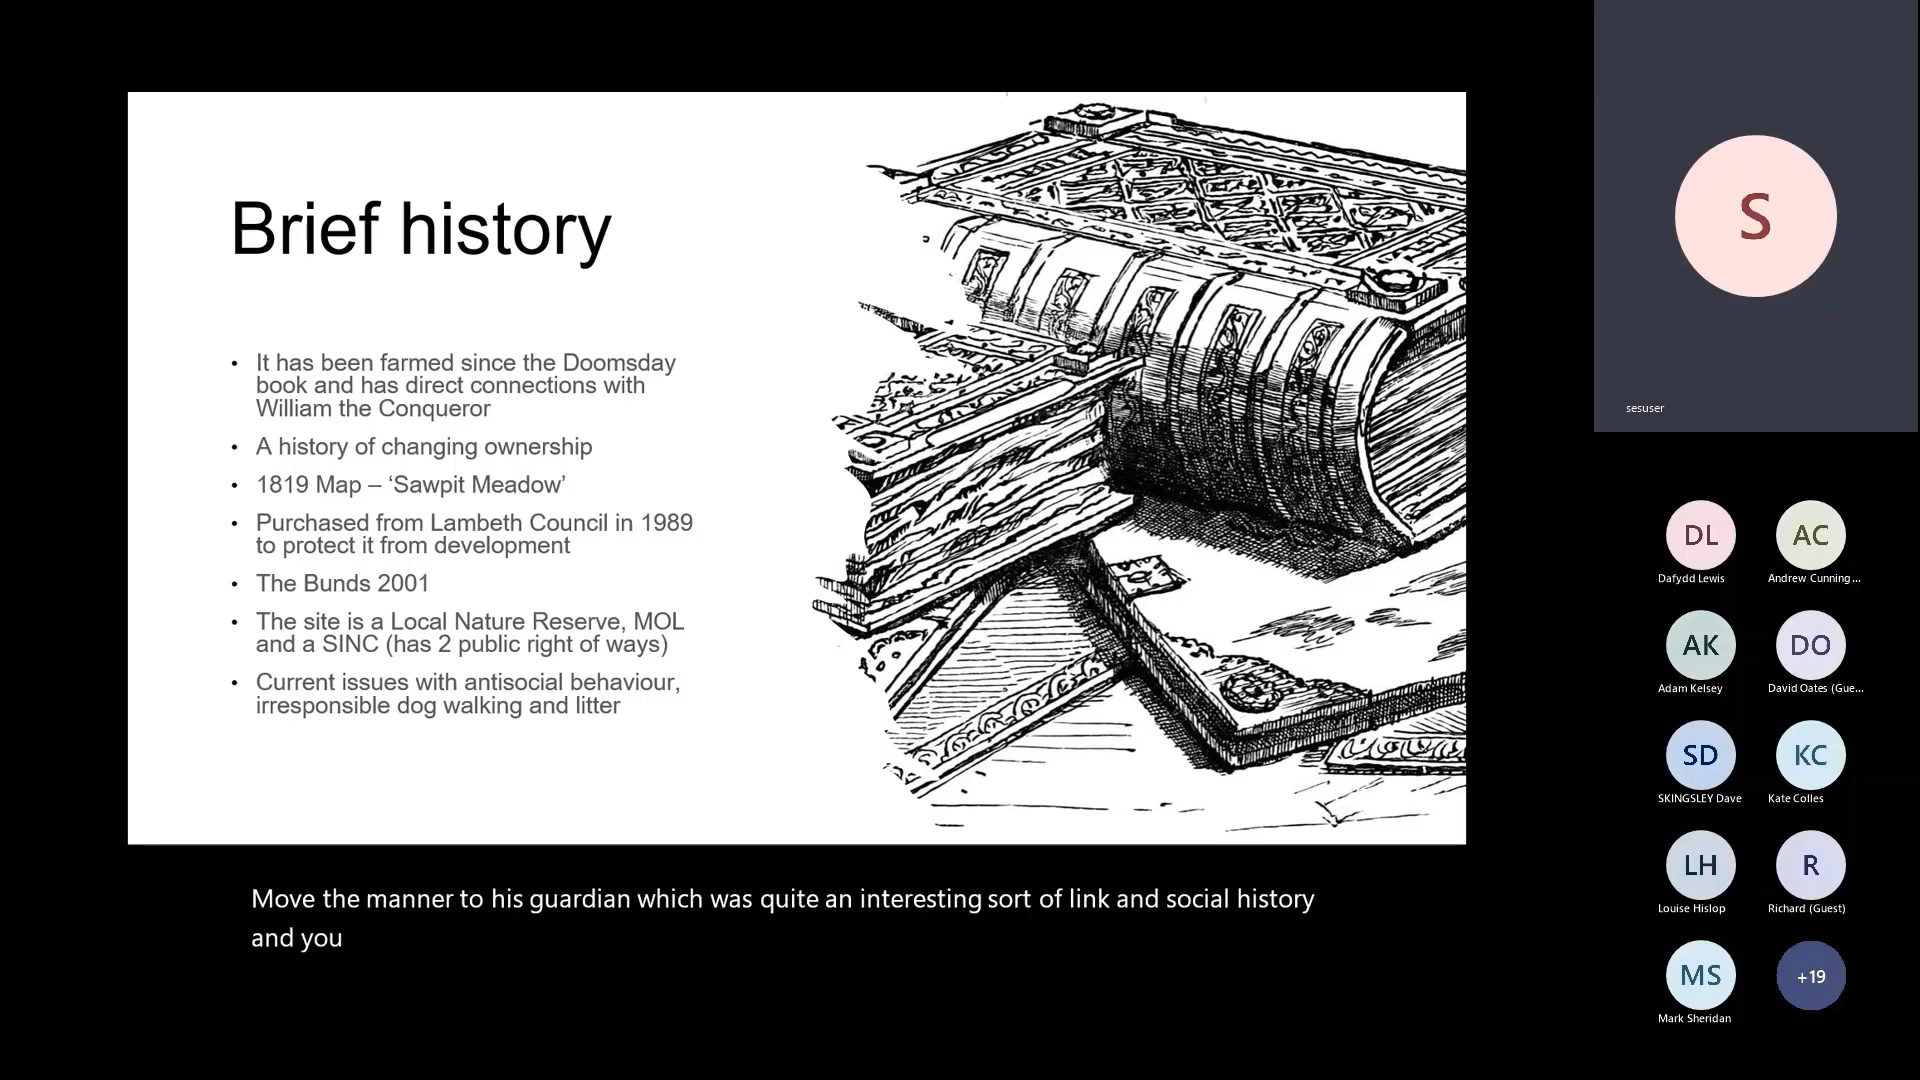 Brief history
• It has been farmed since the Doomsday
book and has direct connections with
William the Conqueror
• A history of changing ownership
• 1819 Map – ‘Sawpit Meadow’
• Purchased from Lambeth Council in 1989
to protect it from development
• The Bunds 2001
• The site is a Local Nature Reserve, MOL
and a SINC (has 2 public right of ways)
• Current issues with antisocial behaviour,
irresponsible dog walking and litter
Move the manner to his guardian which was quite an interesting sort of link and social history
and you
S
sesuser
DL
Dafydd Lewis
AC
Andrew Cunning...
AK
Adam Kelsey
DO
David Oates (Gue...
SD
SKINGSLEY Dave
KC
Kate Colles
LH
Louise Hislop
R
Richard (Guest)
MS
Mark Sheridan
+19